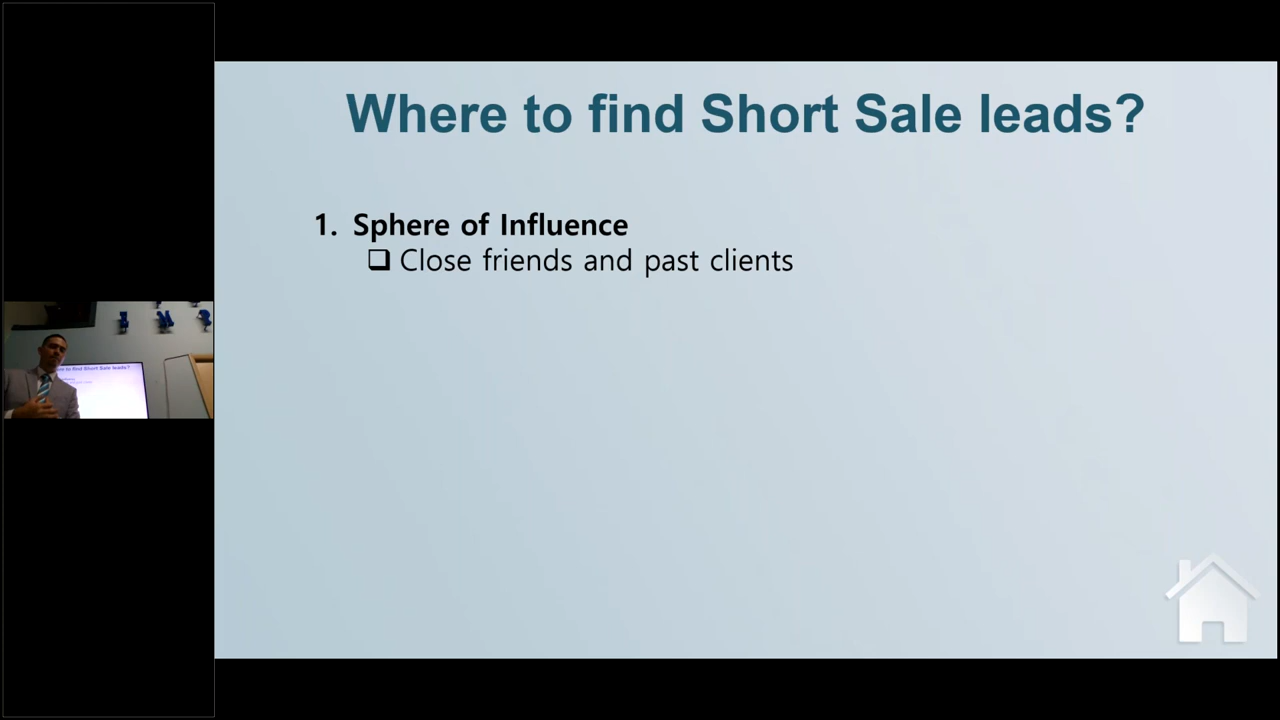 Where to find Short Sale leads?
1. Sphere of Influence
❑ Close friends and past clients